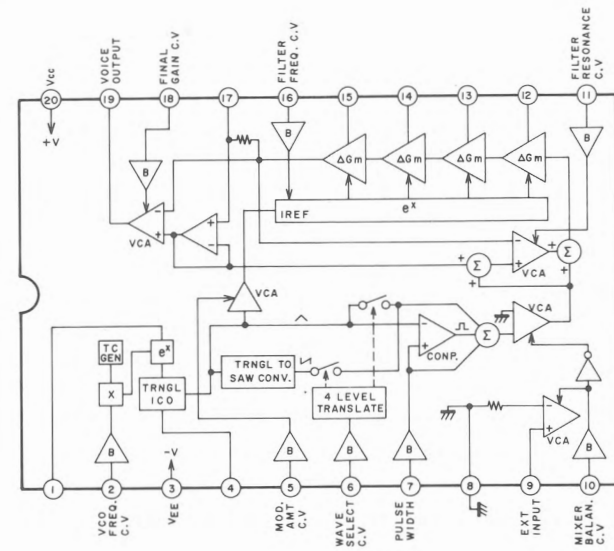 Vcc
VOICE
OUTPUT
FINAL
GAIN C.V
FILTER
FREQ. C.V
FILTER
RESONANCE
C.V
20
19
18
17
16
15
14
13
12
11
+V
B
B
B
ΔGm
ΔGm
ΔGm
ΔGm
IREF
e^x
-
+
VCA
+
-
-
+
VCA
+
Σ
+
+
Σ
+
VCA
TC
GEN
e^x
X
TRNGL
ICO
TRNGL TO
SAW CONV.
4 LEVEL
TRANSLATE
-
+
CONP.
Σ
VCA
-
+
VCA
B
-V
B
B
B
B
1
2
3
4
5
6
7
8
9
10
VCO
FREQ.
C.V
VEE
MOD.
AMT C.V
WAVE
SELECT
C.V
PULSE
WIDTH
EXT
INPUT
MIXER
BALAN.
C.V